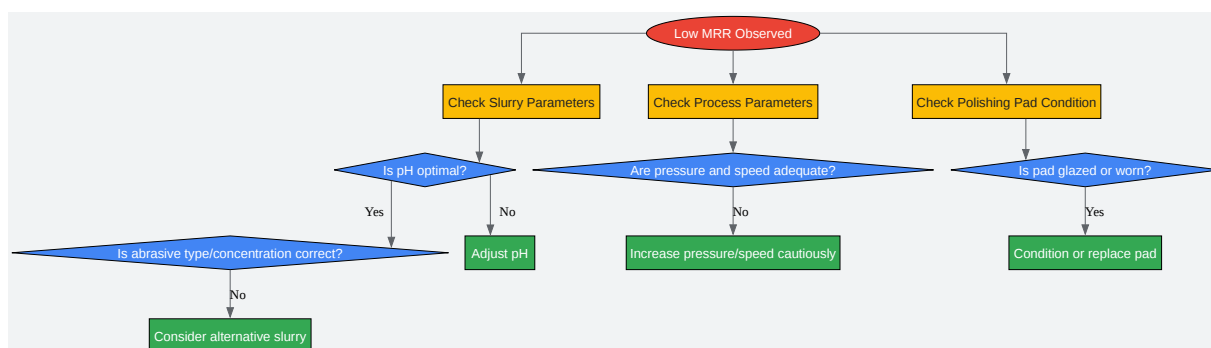 Low MRR Observed
Check Slurry Parameters
Check Process Parameters
Check Polishing Pad Condition
Is pH optimal?
Are pressure and speed adequate?
Is pad glazed or worn?
Yes
No
No
Yes
Is abrasive type/concentration correct?
Adjust pH
Increase pressure/speed cautiously
Condition or replace pad
No
Consider alternative slurry